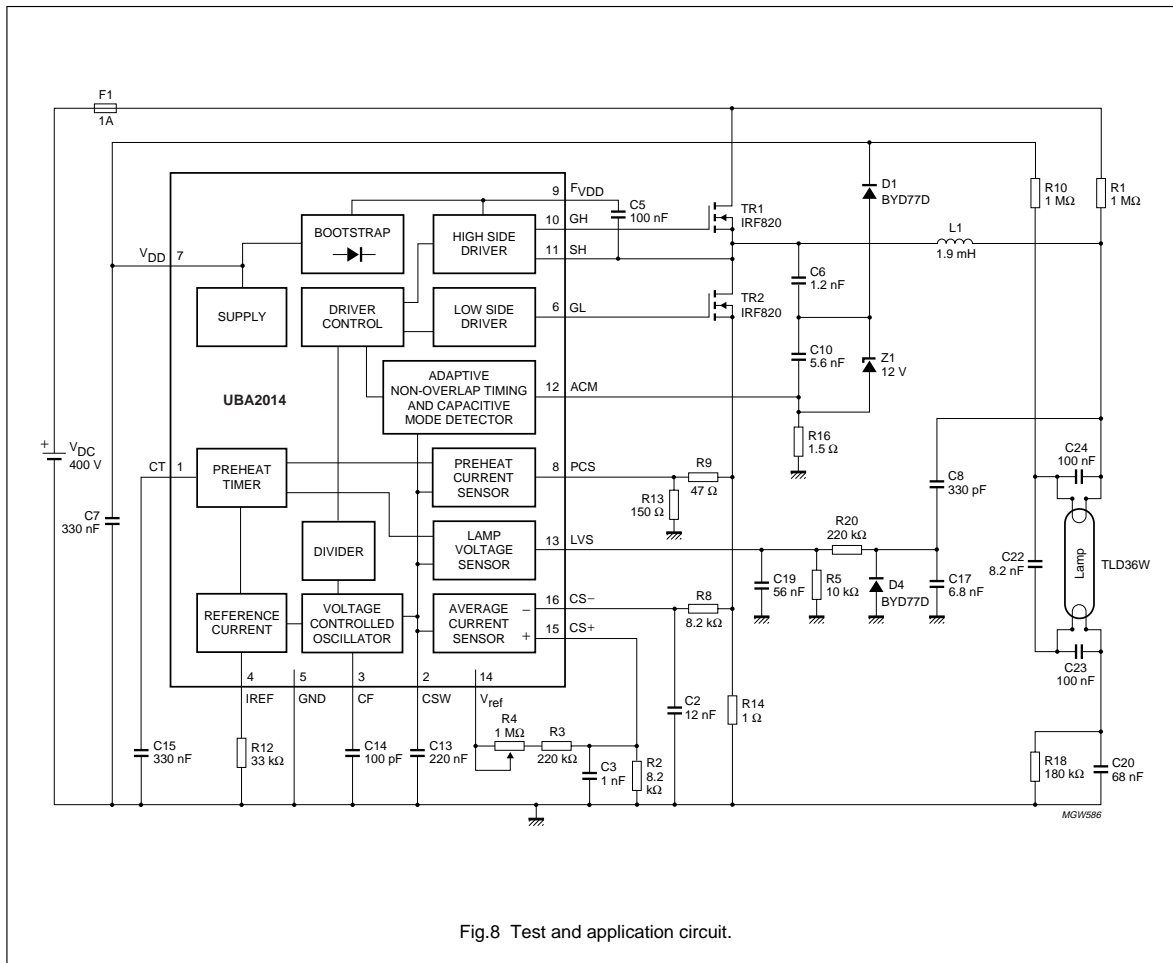 F1
1A
9
FVDD
C5
100 nF
10
GH
11
SH
TR1
IRF820
D1
BYD77D
R10
1 MΩ
R1
1 MΩ
L1
1.9 mH
BOOTSTRAP
HIGH SIDE
DRIVER
VDD
7
SUPPLY
DRIVER
CONTROL
LOW SIDE
DRIVER
6
GL
TR2
IRF820
C6
1.2 nF
C10
5.6 nF
Z1
12 V
UBA2014
ADAPTIVE
NON-OVERLAP TIMING
AND CAPACITIVE
MODE DETECTOR
12
ACM
R16
1.5 Ω
+
VDC
400 V
CT
1
PREHEAT
TIMER
PREHEAT
CURRENT
SENSOR
8
PCS
R9
47 Ω
R13
150 Ω
C24
100 nF
C8
330 pF
C7
330 nF
DIVIDER
LAMP
VOLTAGE
SENSOR
13
LVS
R20
220 kΩ
C22
8.2 nF
Lamp
TLD36W
C19
56 nF
R5
10 kΩ
D4
BYD77D
C17
6.8 nF
REFERENCE
CURRENT
VOLTAGE
CONTROLLED
OSCILLATOR
AVERAGE
CURRENT
SENSOR
−
+
16
CS−
15
CS+
R8
8.2 kΩ
C23
100 nF
4
5
3
2
14
IREF
GND
CF
CSW
Vref
C15
330 nF
R12
33 kΩ
C14
100 pF
C13
220 nF
R4
1 MΩ
R3
220 kΩ
C3
1 nF
R2
8.2
kΩ
C2
12 nF
R14
1 Ω
R18
180 kΩ
C20
68 nF
MGW586
Fig.8 Test and application circuit.